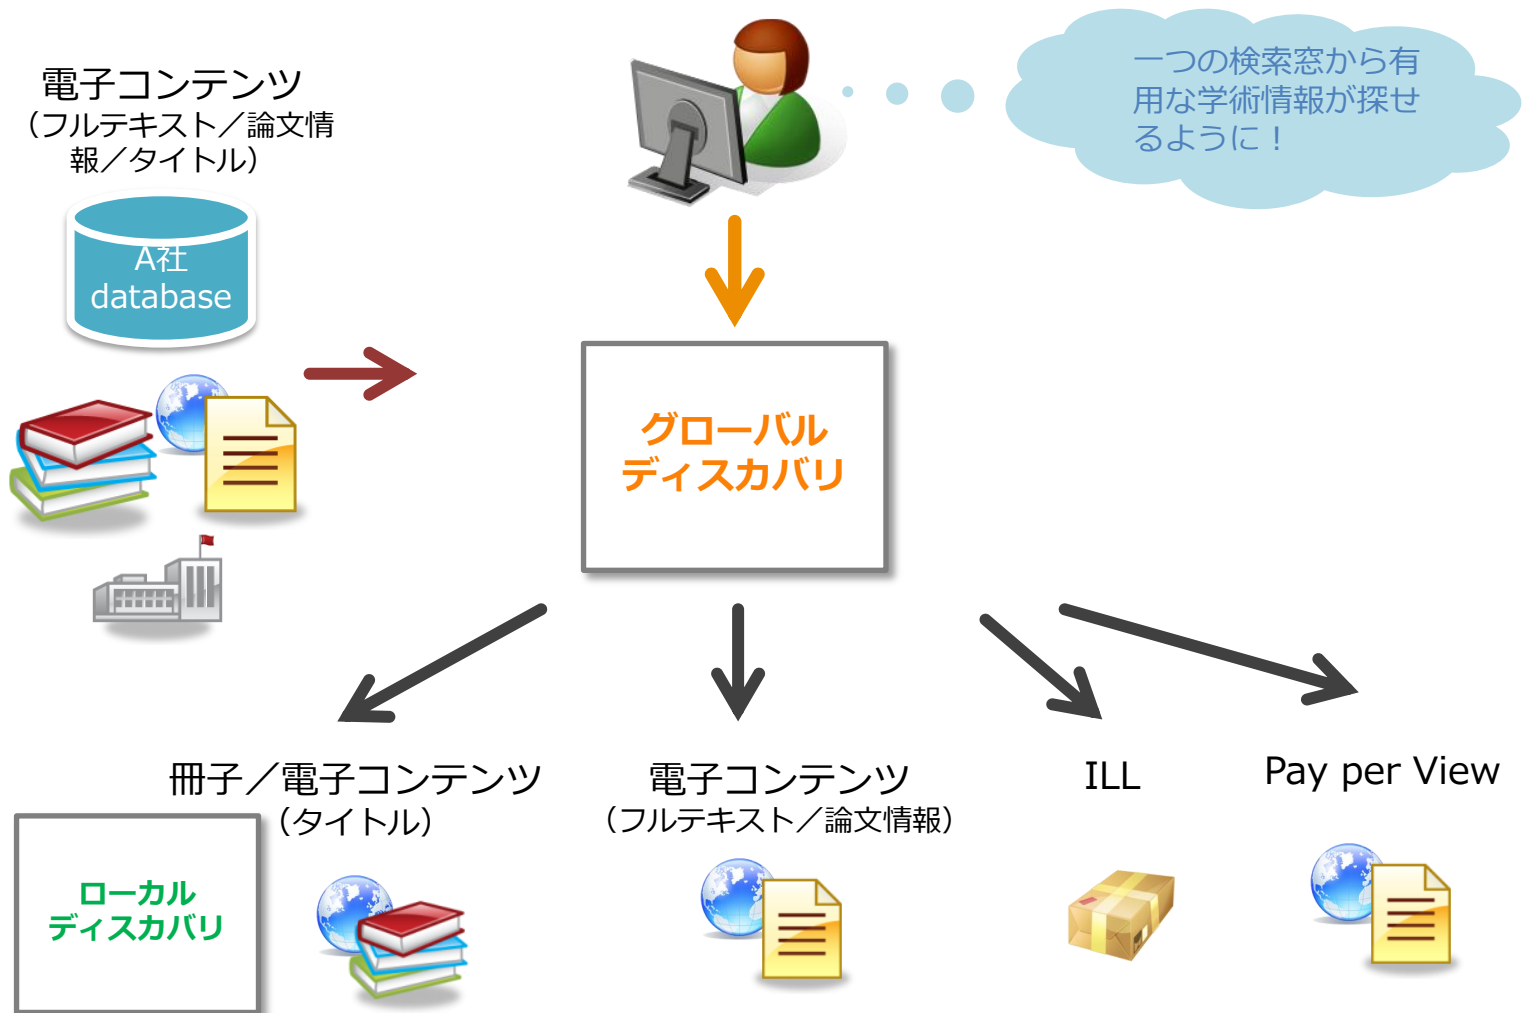 電子コンテンツ
（フルテキスト／論文情
報／タイトル）
A社
database
一つの検索窓から有
用な学術情報が探せ
るように！
グローバル
ディスカバリ
冊子／電子コンテンツ
（タイトル）
ローカル
ディスカバリ
電子コンテンツ
（フルテキスト／論文情報）
ILL
Pay per View